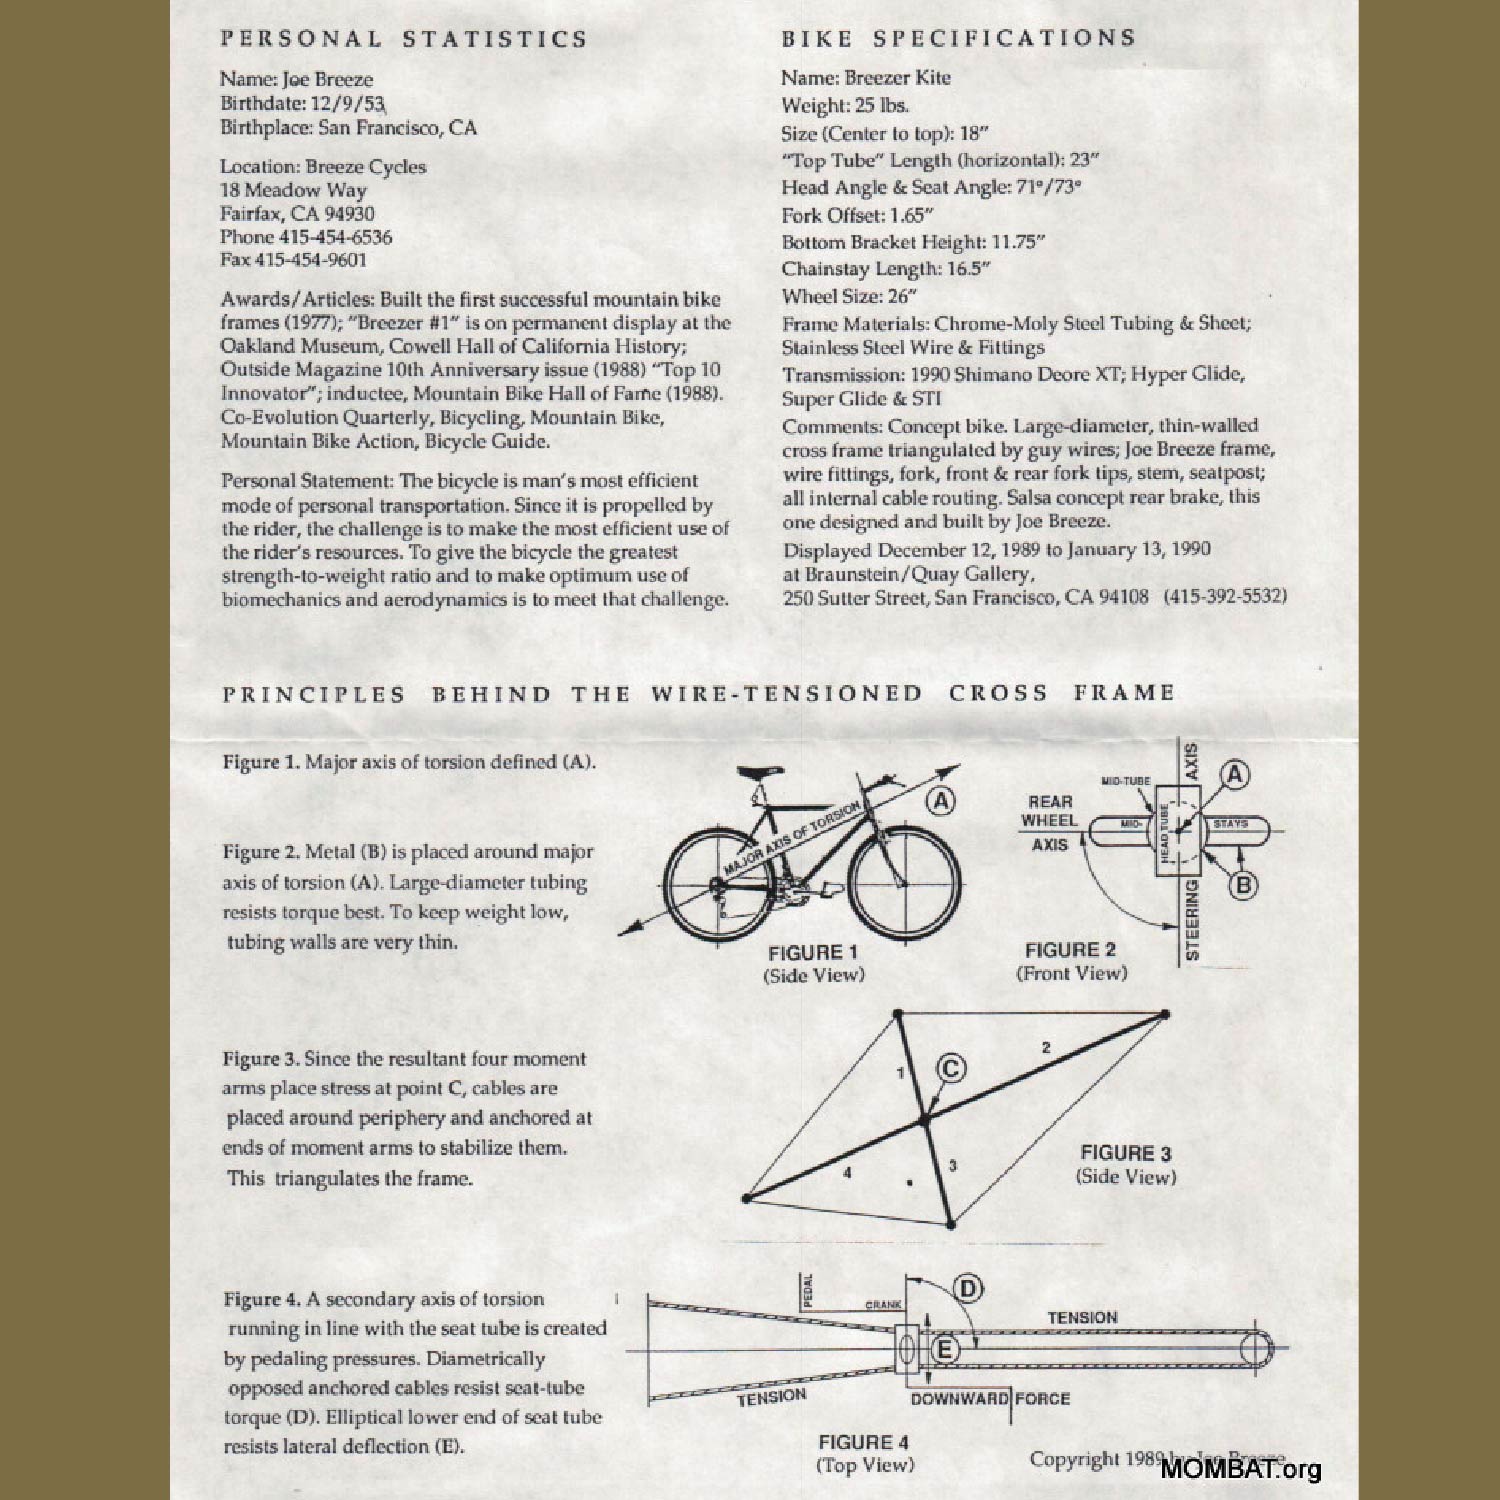 PERSONAL STATISTICS
Name: Joe Breeze
Birthdate: 12/9/53
Birthplace: San Francisco, CA
Location: Breeze Cycles
18 Meadow Way
Fairfax, CA 94930
Phone 415-454-6536
Fax 415-454-9601
Awards/Articles: Built the first successful mountain bike
frames (1977); "Breezer #1" is on permanent display at the
Oakland Museum, Cowell Hall of California History;
Outside Magazine 10th Anniversary issue (1988) "Top 10
Innovator"; inductee, Mountain Bike Hall of Fame (1988).
Co-Evolution Quarterly, Bicycling, Mountain Bike,
Mountain Bike Action, Bicycle Guide.
Personal Statement: The bicycle is man's most efficient
mode of personal transportation. Since it is propelled by
the rider, the challenge is to make the most efficient use of
the rider's resources. To give the bicycle the greatest
strength-to-weight ratio and to make optimum use of
biomechanics and aerodynamics is to meet that challenge.
BIKE SPECIFICATIONS
Name: Breezer Kite
Weight: 25 lbs.
Size (Center to top): 18"
"Top Tube" Length (horizontal): 23"
Head Angle & Seat Angle: 71°/73°
Fork Offset: 1.65"
Bottom Bracket Height: 11.75"
Chainstay Length: 16.5"
Wheel Size: 26"
Frame Materials: Chrome-Moly Steel Tubing & Sheet;
Stainless Steel Wire & Fittings
Transmission: 1990 Shimano Deore XT; Hyper Glide,
Super Glide & STI
Comments: Concept bike. Large-diameter, thin-walled
cross frame triangulated by guy wires; Joe Breeze frame,
wire fittings, fork, front & rear fork tips, stem, seatpost;
all internal cable routing. Salsa concept rear brake, this
one designed and built by Joe Breeze.
Displayed December 12, 1989 to January 13, 1990
at Braunstein/Quay Gallery,
250 Sutter Street, San Francisco, CA 94108 (415-392-5532)
PRINCIPLES BEHIND THE WIRE-TENSIONED CROSS FRAME
Figure 1. Major axis of torsion defined (A).
Figure 2. Metal (B) is placed around major
axis of torsion (A). Large-diameter tubing
resists torque best. To keep weight low,
tubing walls are very thin.
MAJOR AXIS OF TORSION
A
FIGURE 1
(Side View)
AXIS
MID-TUBE
A
REAR
WHEEL
AXIS
MID-
HEAD TUBE
STAYS
B
STEERING
FIGURE 2
(Front View)
Figure 3. Since the resultant four moment
arms place stress at point C, cables are
placed around periphery and anchored at
ends of moment arms to stabilize them.
This triangulates the frame.
1
2
C
3
4
FIGURE 3
(Side View)
Figure 4. A secondary axis of torsion
running in line with the seat tube is created
by pedaling pressures. Diametrically
opposed anchored cables resist seat-tube
torque (D). Elliptical lower end of seat tube
resists lateral deflection (E).
PEDAL
CRANK
D
TENSION
E
TENSION
DOWNWARD FORCE
FIGURE 4
(Top View)
Copyright 1989 by Joe Breeze
MOMBAT.org